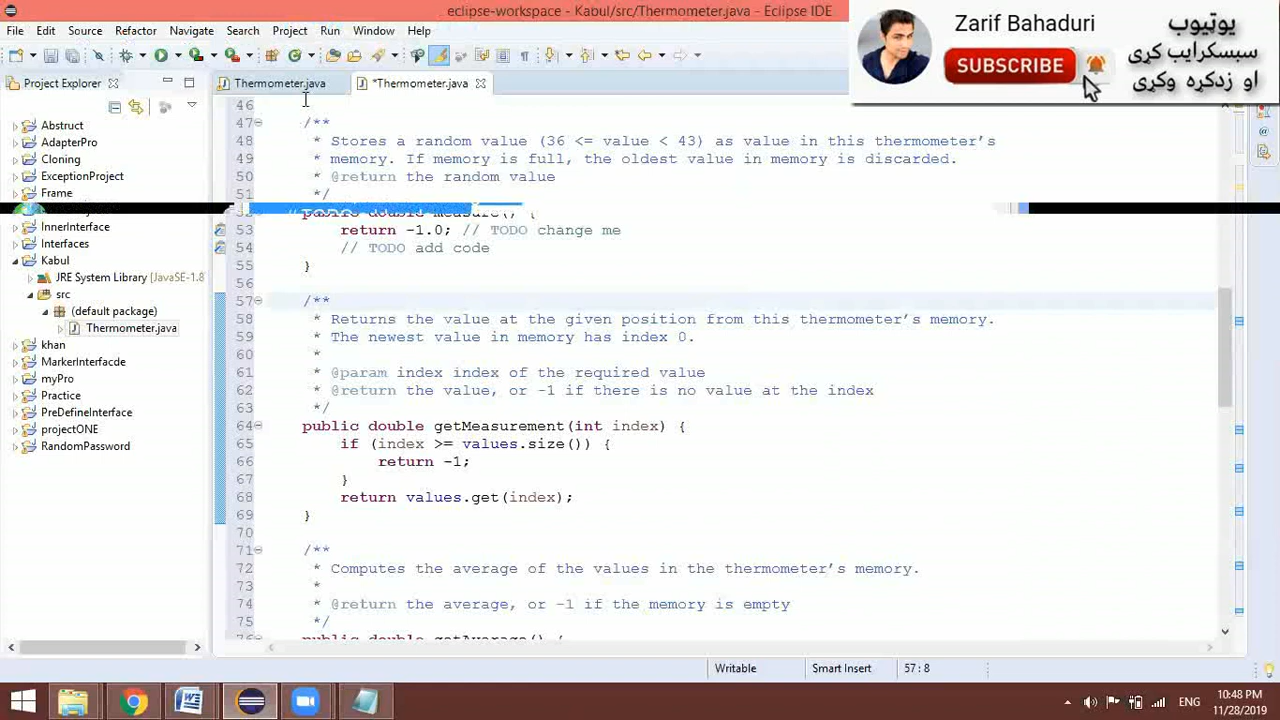 eclipse-workspace - Kabul/src/Thermometer.java - Eclipse IDE
File Edit Source Refactor Navigate Search Project Run Window Help
Zarif Bahaduri
SUBSCRIBE
یوټیوب
سبسکرایب کړی
او زدکړه وکړی
Project Explorer
Thermometer.java
*Thermometer.java
Abstruct
AdapterPro
Cloning
ExceptionProject
Frame
InnerInterface
Interfaces
Kabul
JRE System Library [JavaSE-1.8
src
(default package)
Thermometer.java
khan
MarkerInterfacde
myPro
Practice
PreDefineInterface
projectONE
RandomPassword
46
47 /**
48 * Stores a random value (36 <= value < 43) as value in this thermometer's
49 * memory. If memory is full, the oldest value in memory is discarded.
50 * @return the random value
51 */
public double measure() {
53 return -1.0; // TODO change me
54 // TODO add code
55 }
56
57 /**
58 * Returns the value at the given position from this thermometer's memory.
59 * The newest value in memory has index 0.
60 *
61 * @param index index of the required value
62 * @return the value, or -1 if there is no value at the index
63 */
64 public double getMeasurement(int index) {
65 if (index >= values.size()) {
66 return -1;
67 }
68 return values.get(index);
69 }
70
71 /**
72 * Computes the average of the values in the thermometer's memory.
73 *
74 * @return the average, or -1 if the memory is empty
75 */
76 public double getAverage() {
Writable
Smart Insert
57 : 8
ENG
10:48 PM
11/28/2019